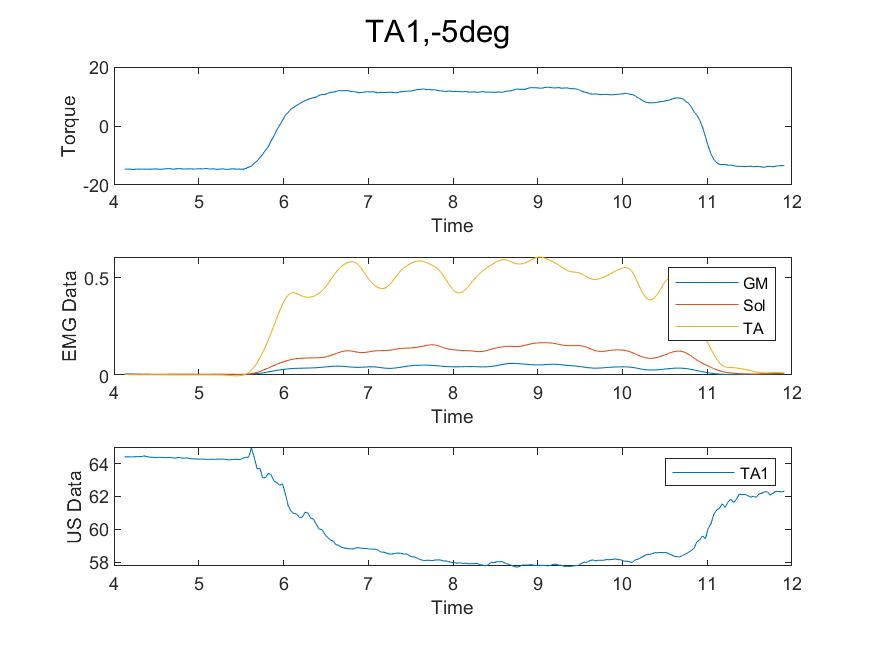 TA1,-5deg
20
0
-20
Torque
4 5 6 7 8 9 10 11 12
Time
0.5
0
EMG Data
GM
Sol
TA
4 5 6 7 8 9 10 11 12
Time
64
62
60
58
US Data
TA1
4 5 6 7 8 9 10 11 12
Time